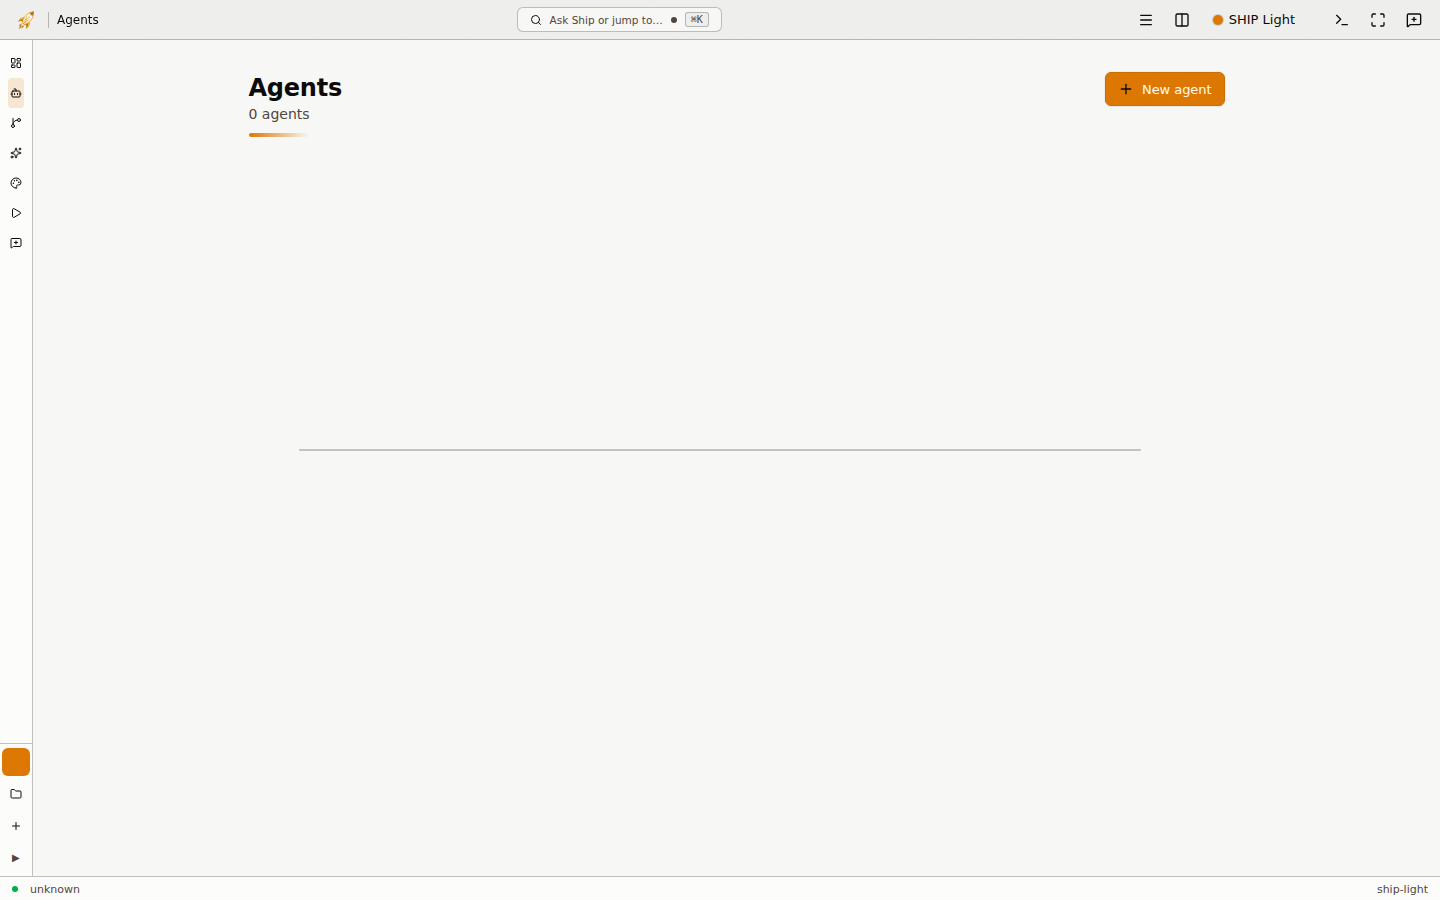 Agents
Ask Ship or jump to...
⌘K
SHIP Light
Agents
0 agents
New agent
unknown
ship-light